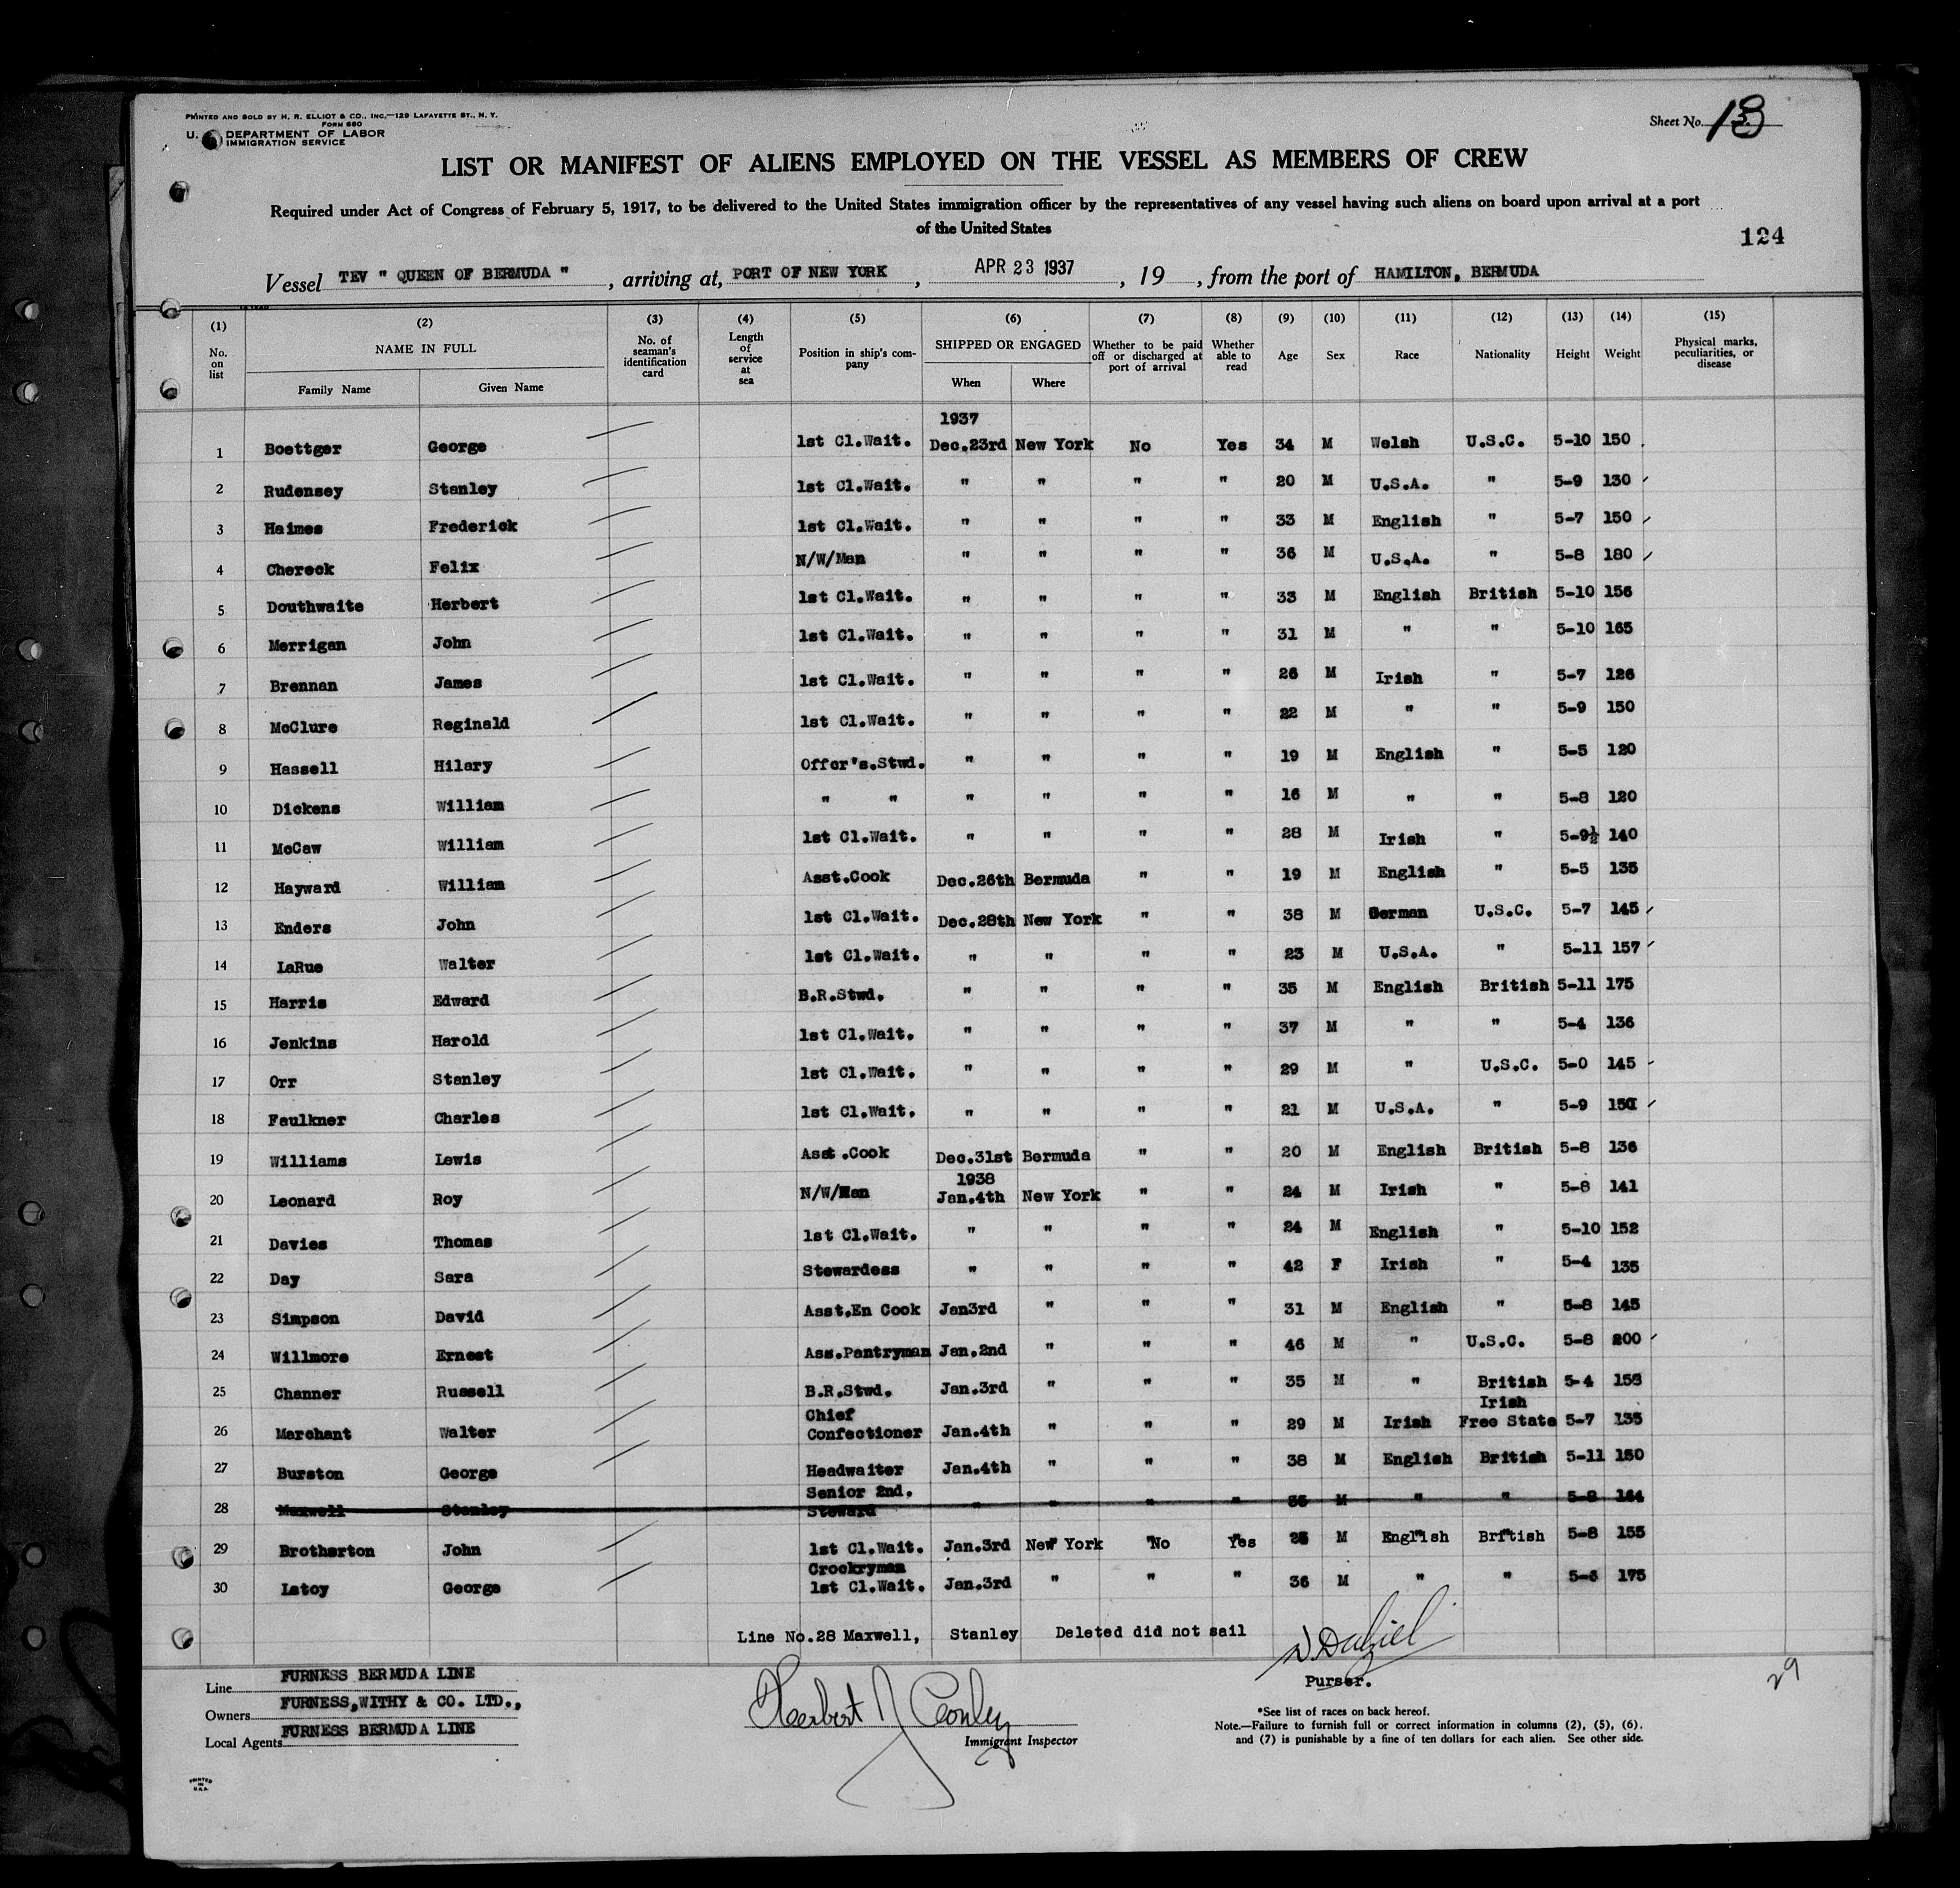 PRINTED AND SOLD BY H. R. ELLIOT & CO., INC.—129 LAFAYETTE ST., N. Y.
FORM 680
U. S. DEPARTMENT OF LABOR
IMMIGRATION SERVICE
Sheet No.
LIST OR MANIFEST OF ALIENS EMPLOYED ON THE VESSEL AS MEMBERS OF CREW
Required under Act of Congress of February 5, 1917, to be delivered to the United States immigration officer by the representatives of any vessel having such aliens on board upon arrival at a port
of the United States
124
Vessel TEV " QUEEN OF BERMUDA " , arriving at, PORT OF NEW YORK , APR 23 1937 , 19 , from the port of HAMILTON, BERMUDA
(1) No. on list (2) NAME IN FULL Family Name Given Name (3) No. of seaman's identification card (4) Length of service at sea (5) Position in ship's company (6) SHIPPED OR ENGAGED When Where (7) Whether to be paid off or discharged at port of arrival (8) Whether able to read (9) Age (10) Sex (11) Race (12) Nationality (13) Height (14) Weight (15) Physical marks, peculiarities, or disease
1937
1 Boettger George 1st Cl.Wait. Dec.23rd New York No Yes 34 M Welsh U.S.C. 5-10 150
2 Rudensey Stanley 1st Cl.Wait. " " " " 20 M U.S.A. " 5-9 130
3 Haimes Frederick 1st Cl.Wait. " " " " 33 M English " 5-7 150
4 Chereck Felix N/W/Man " " " " 36 M U.S.A. " 5-8 180
5 Douthwaite Herbert 1st Cl.Wait. " " " " 33 M English British 5-10 156
6 Merrigan John 1st Cl.Wait. " " " " 31 M " " 5-10 165
7 Brennan James 1st Cl.Wait. " " " " 26 M Irish " 5-7 126
8 McClure Reginald 1st Cl.Wait. " " " " 22 M " " 5-9 150
9 Hassell Hilary Offcr's.Stwd. " " " " 19 M English " 5-5 120
10 Dickens William " " " " " " 16 M " " 5-8 120
11 McCaw William 1st Cl.Wait. " " " " 28 M Irish " 5-9½ 140
12 Hayward William Asst.Cook Dec.26th Bermuda " " 19 M English " 5-5 135
13 Enders John 1st Cl.Wait. Dec.28th New York " " 38 M German U.S.C. 5-7 145
14 LaRue Walter 1st Cl.Wait. " " " " 23 M U.S.A. " 5-11 157
15 Harris Edward B.R.Stwd. " " " " 35 M English British 5-11 175
16 Jenkins Harold 1st Cl.Wait. " " " " 37 M " " 5-4 136
17 Orr Stanley 1st Cl.Wait. " " " " 29 M " U.S.C. 5-0 145
18 Faulkner Charles 1st Cl.Wait. " " " " 21 M U.S.A. " 5-9
19 Williams Lewis Asst.Cook Dec.31st Bermuda " " 20 M English British 5-8 136
1938
20 Leonard Roy N/W/Man Jan.4th New York " " 24 M Irish " 5-8 141
21 Davies Thomas 1st Cl.Wait. " " " " 24 M English " 5-10 152
22 Day Sara Stewardess " " " " 42 F Irish " 5-4 135
23 Simpson David Asst.En Cook Jan3rd " " " 31 M English " 5-8 145
24 Willmore Ernest Ass.Pantryman Jan.2nd " " " 46 M " U.S.C. 5-8 200
25 Channer Russell B.R.Stwd. Jan.3rd " " " 35 M " British 5-4
26 Marchant Walter Chief Confectioner Jan.4th " " " 29 M Irish Irish Free State 5-7 135
27 Burston George Headwaiter Jan.4th " " " 38 M English British 5-11 150
28 Maxwell Stanley Senior 2nd. Steward " " " " M " " 5-8 164
29 Brotherton John 1st Cl.Wait. Jan.3rd New York No Yes M English British 5-8 155
30 Latoy George Crockryman 1st Cl.Wait. Jan.3rd " " " 36 M " " 175
Line No.28 Maxwell, Stanley Deleted did not sail
Purser.
29
Line FURNESS BERMUDA LINE
Owners FURNESS,WITHY & CO. LTD.,
Local Agents FURNESS BERMUDA LINE
Herbert J Conley
Immigrant Inspector
*See list of races on back hereof.
Note.—Failure to furnish full or correct information in columns (2), (5), (6).
and (7) is punishable by a fine of ten dollars for each alien. See other side.
PRINTED
IN
U.S.A.